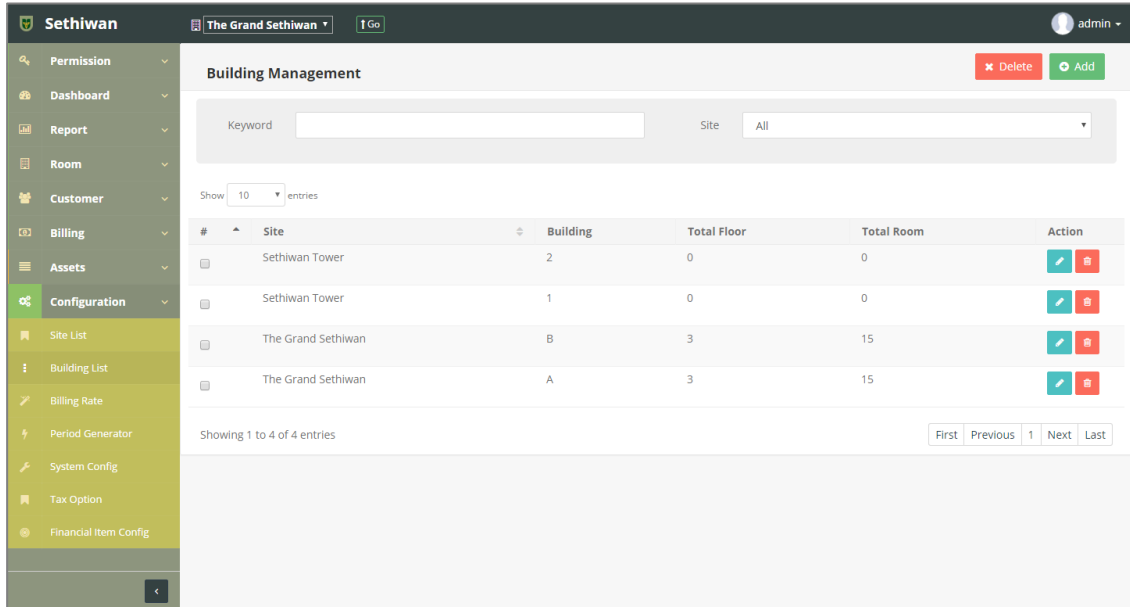 Sethiwan
The Grand Sethiwan
Go
admin
Permission
Dashboard
Report
Room
Customer
Billing
Assets
Configuration
Site List
Building List
Billing Rate
Period Generator
System Config
Tax Option
Financial Item Config
Building Management
Delete
Add
Keyword
Site All
Show 10 entries
# Site Building Total Floor Total Room Action
Sethiwan Tower 2 0 0
Sethiwan Tower 1 0 0
The Grand Sethiwan B 3 15
The Grand Sethiwan A 3 15
Showing 1 to 4 of 4 entries
First Previous 1 Next Last